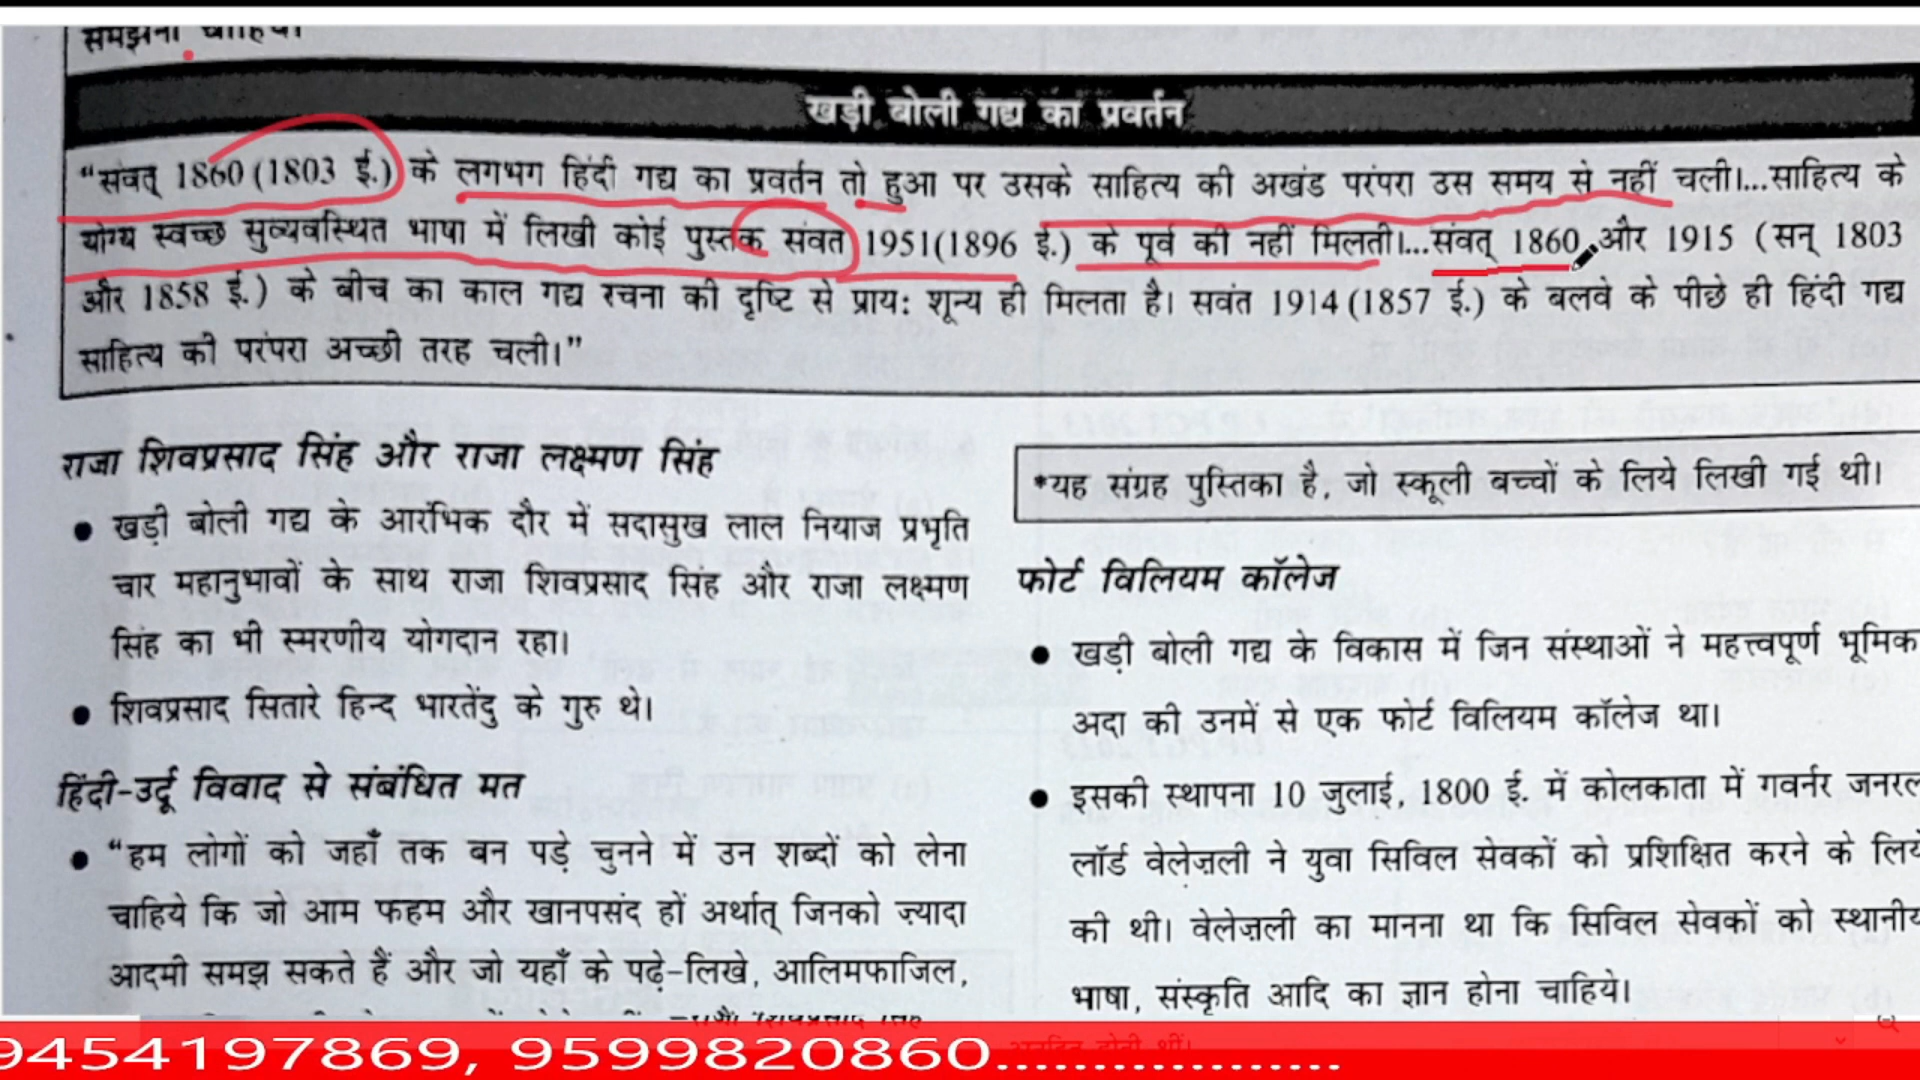 समझना चाहिये।
खड़ी बोली गद्य का प्रवर्तन
“संवत् 1860 (1803 ई.) के लगभग हिंदी गद्य का प्रवर्तन तो हुआ पर उसके साहित्य की अखंड परंपरा उस समय से नहीं चली।...साहित्य के
योग्य स्वच्छ सुव्यवस्थित भाषा में लिखी कोई पुस्तक संवत 1951(1896 ई.) के पूर्व की नहीं मिलती।...संवत् 1860 और 1915 (सन् 1803
और 1858 ई.) के बीच का काल गद्य रचना की दृष्टि से प्राय: शून्य ही मिलता है। सवंत 1914 (1857 ई.) के बलवे के पीछे ही हिंदी गद्य
साहित्य की परंपरा अच्छी तरह चली।”
राजा शिवप्रसाद सिंह और राजा लक्ष्मण सिंह
● खड़ी बोली गद्य के आरंभिक दौर में सदासुख लाल नियाज प्रभृति
चार महानुभावों के साथ राजा शिवप्रसाद सिंह और राजा लक्ष्मण
सिंह का भी स्मरणीय योगदान रहा।
● शिवप्रसाद सितारे हिन्द भारतेंदु के गुरु थे।
हिंदी-उर्दू विवाद से संबंधित मत
● “हम लोगों को जहाँ तक बन पड़े चुनने में उन शब्दों को लेना
चाहिये कि जो आम फहम और खानपसंद हों अर्थात् जिनको ज़्यादा
आदमी समझ सकते हैं और जो यहाँ के पढ़े-लिखे, आलिमफाजिल,
*यह संग्रह पुस्तिका है, जो स्कूली बच्चों के लिये लिखी गई थी।
फोर्ट विलियम कॉलेज
● खड़ी बोली गद्य के विकास में जिन संस्थाओं ने महत्त्वपूर्ण भूमिक
अदा की उनमें से एक फोर्ट विलियम कॉलेज था।
● इसकी स्थापना 10 जुलाई, 1800 ई. में कोलकाता में गवर्नर जनरल
लॉर्ड वेलेज़ली ने युवा सिविल सेवकों को प्रशिक्षित करने के लिये
की थी। वेलेज़ली का मानना था कि सिविल सेवकों को स्थानीय
भाषा, संस्कृति आदि का ज्ञान होना चाहिये।
9454197869, 9599820860..................